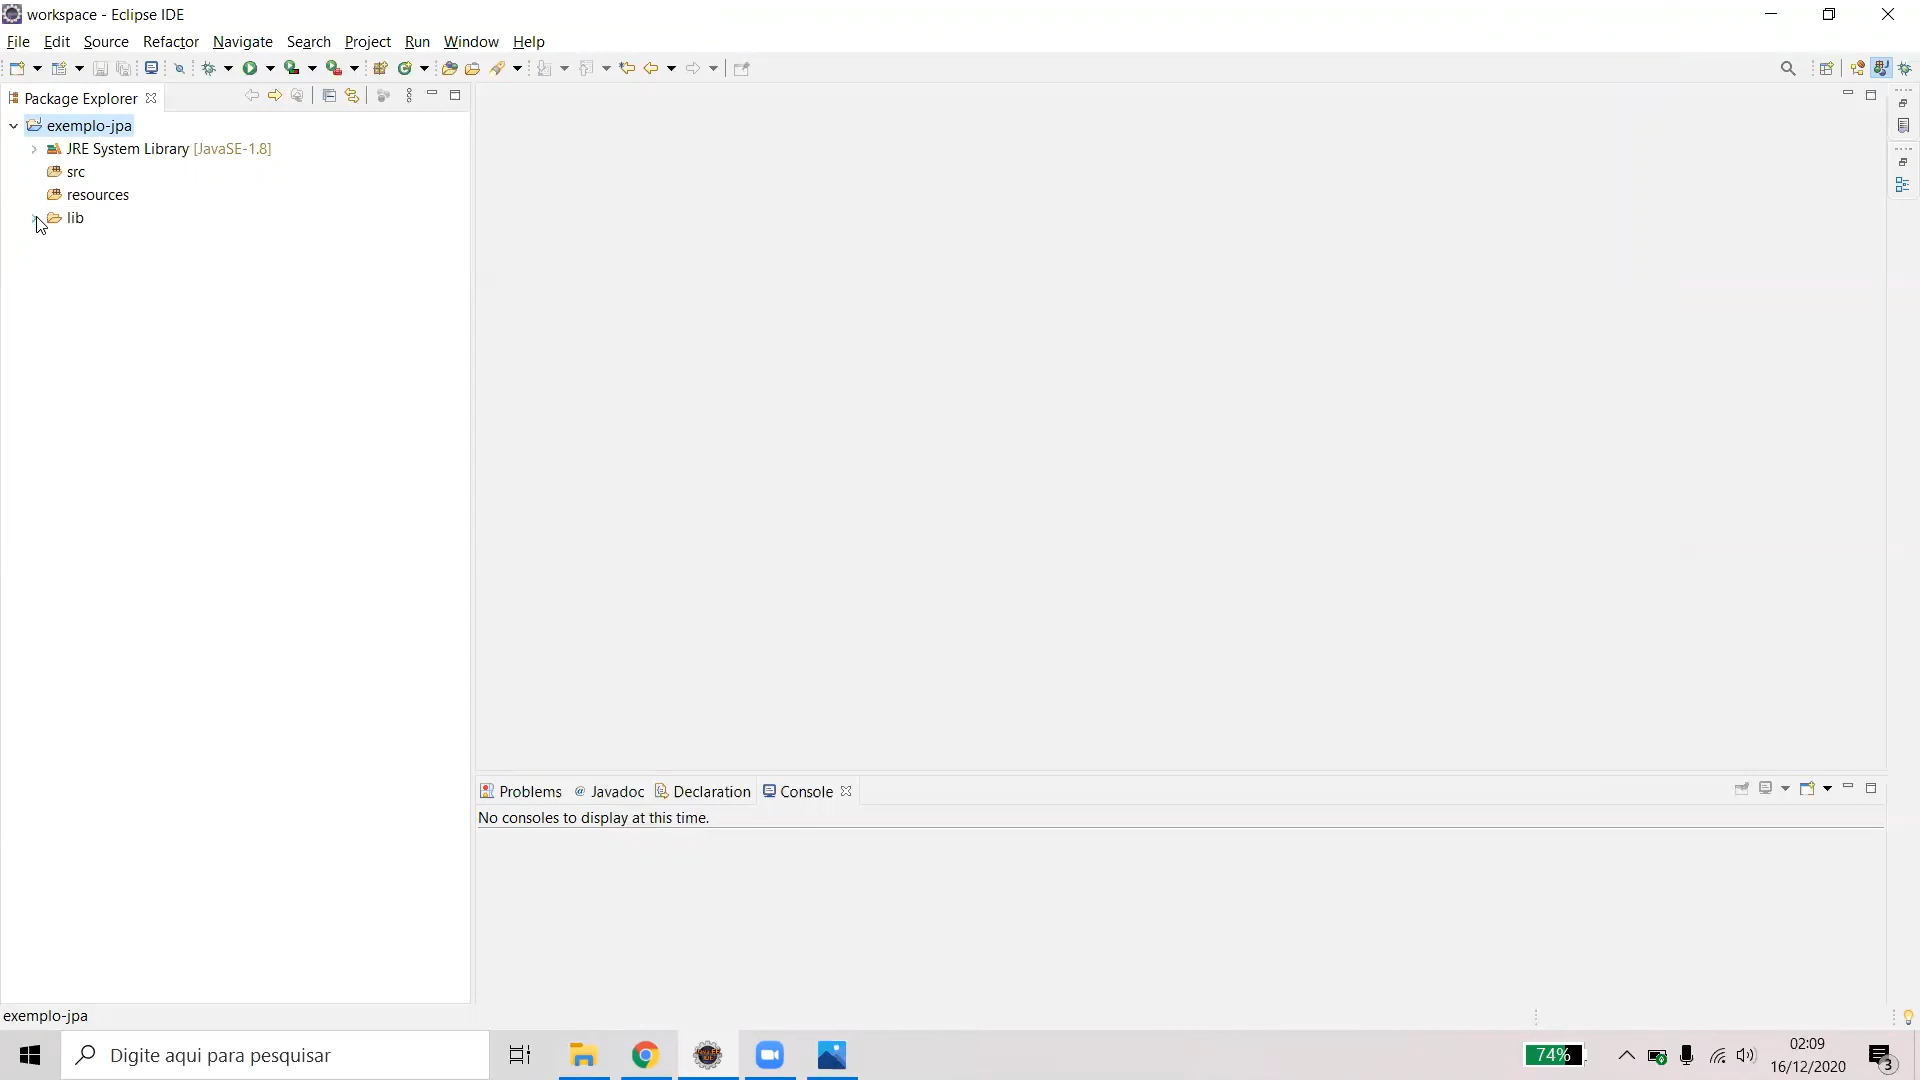 workspace - Eclipse IDE
File Edit Source Refactor Navigate Search Project Run Window Help
Package Explorer
exemplo-jpa
JRE System Library [JavaSE-1.8]
src
resources
lib
Problems @ Javadoc Declaration Console
No consoles to display at this time.
exemplo-jpa
Digite aqui para pesquisar
74%
02:09
16/12/2020
3